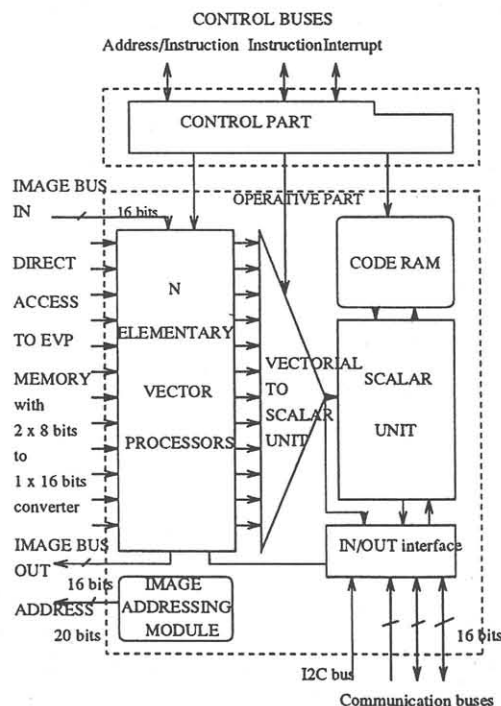 CONTROL BUSES
Address/Instruction Instruction Interrupt
CONTROL PART
IMAGE BUS
IN
16 bits
OPERATIVE PART
DIRECT
ACCESS
TO EVP
MEMORY
with
2 x 8 bits
to
1 x 16 bits
converter
N
ELEMENTARY
VECTOR
PROCESSORS
VECTORIAL
TO
SCALAR
UNIT
CODE RAM
SCALAR
UNIT
IN/OUT interface
IMAGE BUS
OUT
16 bits
ADDRESS
20 bits
IMAGE
ADDRESSING
MODULE
16 bits
I2C bus
Communication buses